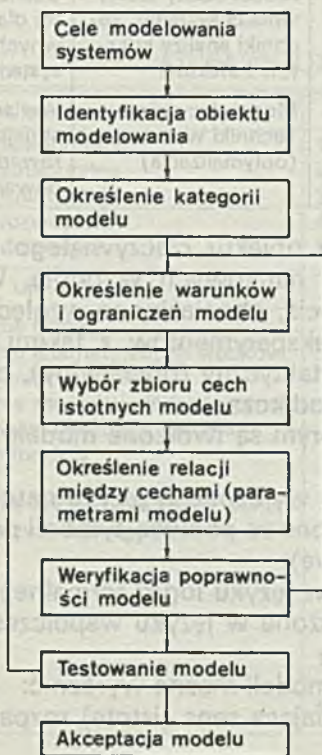 Cele modelowania
systemów
Identyfikacja obiektu
modelowania
Określenie kategorii
modelu
Określenie warunków
i ograniczeń modelu
Wybór zbioru cech
istotnych modelu
Określenie relacji
między cechami (para-
metrami modelu)
Weryfikacja poprawno-
ści modelu
Testowanie modelu
Akceptacja modelu